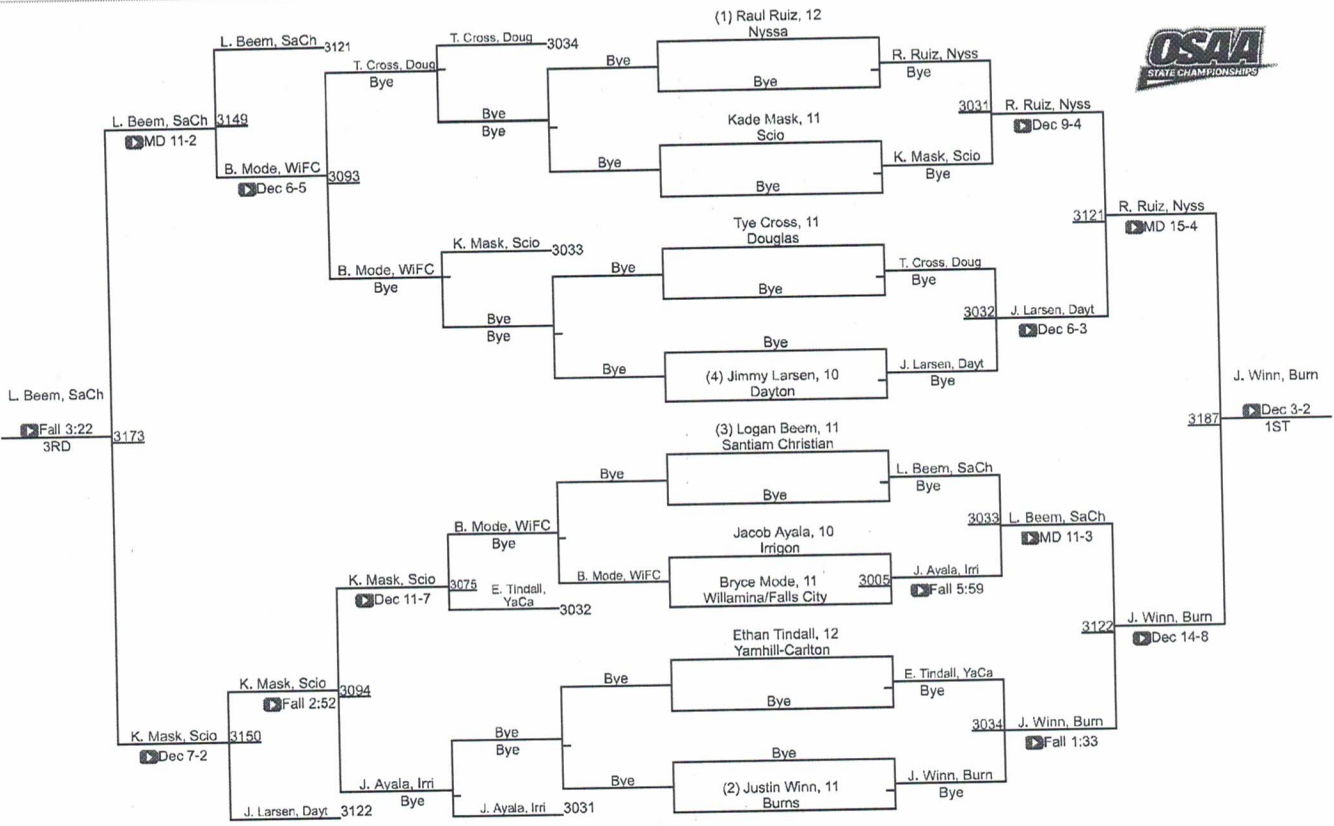 OSAA
STATE CHAMPIONSHIPS
(1) Raul Ruiz, 12
Nyssa
Bye
Kade Mask, 11
Scio
Bye
Tye Cross, 11
Douglas
Bye
Bye
(4) Jimmy Larsen, 10
Dayton
(3) Logan Beem, 11
Santiam Christian
Bye
Jacob Ayala, 10
Irrigon
Bryce Mode, 11
Willamina/Falls City
3005
Ethan Tindall, 12
Yamhill-Carlton
Bye
Bye
(2) Justin Winn, 11
Burns
R. Ruiz, Nyss
Bye
K. Mask, Scio
Bye
T. Cross, Doug
Bye
J. Larsen, Dayt
Bye
L. Beem, SaCh
Bye
J. Ayala, Irri
Fall 5:59
E. Tindall, YaCa
Bye
J. Winn, Burn
Bye
3031
R. Ruiz, Nyss
Dec 9-4
3032
J. Larsen, Dayt
Dec 6-3
3033
L. Beem, SaCh
MD 11-3
3034
J. Winn, Burn
Fall 1:33
3121
R. Ruiz, Nyss
MD 15-4
3122
J. Winn, Burn
Dec 14-8
3187
J. Winn, Burn
Dec 3-2
1ST
Bye
Bye
Bye
Bye
Bye
B. Mode, WiFC
Bye
Bye
T. Cross, Doug
3034
Bye
Bye
K. Mask, Scio
3033
Bye
Bye
B. Mode, WiFC
Bye
E. Tindall,
YaCa
3032
Bye
Bye
J. Ayala, Irri
3031
T. Cross, Doug
Bye
B. Mode, WiFC
Bye
3075
K. Mask, Scio
Dec 11-7
J. Ayala, Irri
Bye
L. Beem, SaCh
3121
3093
B. Mode, WiFC
Dec 6-5
3094
K. Mask, Scio
Fall 2:52
J. Larsen, Dayt
3122
3149
L. Beem, SaCh
MD 11-2
3150
K. Mask, Scio
Dec 7-2
3173
L. Beem, SaCh
Fall 3:22
3RD